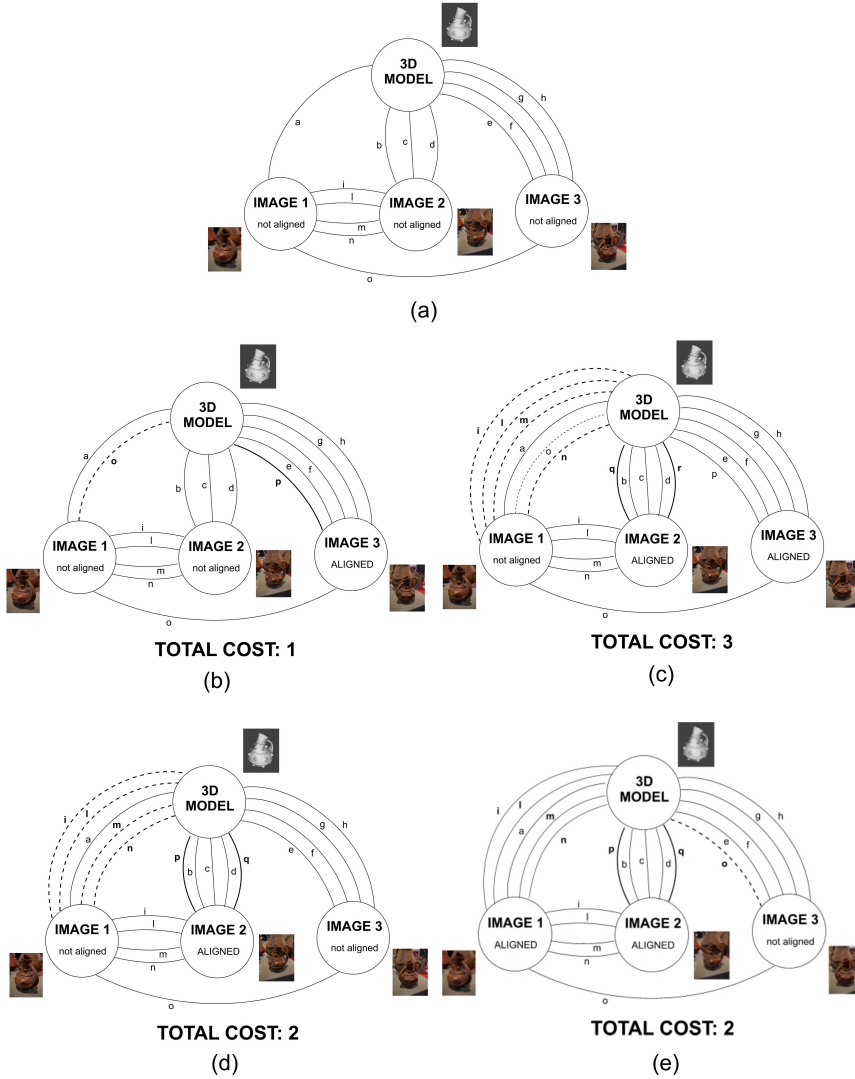 3D
MODEL
a
b
c
d
e
f
g
h
IMAGE 1
not aligned
i
l
m
n
IMAGE 2
not aligned
IMAGE 3
not aligned
o
(a)
3D
MODEL
a
o
b
c
d
p
e
f
g
h
IMAGE 1
not aligned
i
l
m
n
IMAGE 2
not aligned
IMAGE 3
ALIGNED
o
TOTAL COST: 1
(b)
3D
MODEL
i
l
m
a
o
n
q
b
c
d
r
p
e
f
g
h
IMAGE 1
not aligned
i
l
m
n
IMAGE 2
ALIGNED
IMAGE 3
ALIGNED
o
TOTAL COST: 3
(c)
3D
MODEL
i
l
a
m
n
p
b
c
d
q
e
f
g
h
IMAGE 1
not aligned
i
l
m
n
IMAGE 2
ALIGNED
IMAGE 3
not aligned
o
TOTAL COST: 2
(d)
3D
MODEL
i
l
a
m
n
p
b
c
d
q
o
e
f
g
h
IMAGE 1
ALIGNED
i
l
m
n
IMAGE 2
ALIGNED
IMAGE 3
not aligned
o
TOTAL COST: 2
(e)